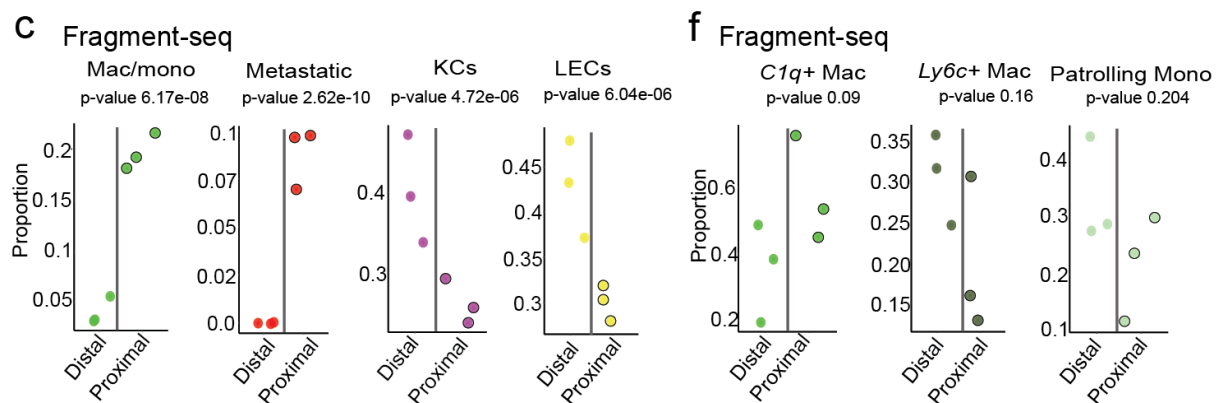 c Fragment-seq
Mac/mono
p-value 6.17e-08
Proportion
0.2
0.15
0.1
0.05
Distal
Proximal
Metastatic
p-value 2.62e-10
0.1
0.07
0.05
0.02
0.0
Distal
Proximal
KCs
p-value 4.72e-06
0.4
0.3
Distal
Proximal
LECs
p-value 6.04e-06
0.45
0.4
0.35
0.3
Distal
Proximal
f Fragment-seq
C1q+ Mac
p-value 0.09
Proportion
0.6
0.4
0.2
Distal
Proximal
Ly6c+ Mac
p-value 0.16
0.35
0.30
0.25
0.20
0.15
Distal
Proximal
Patrolling Mono
p-value 0.204
0.4
0.3
0.2
0.1
Distal
Proximal